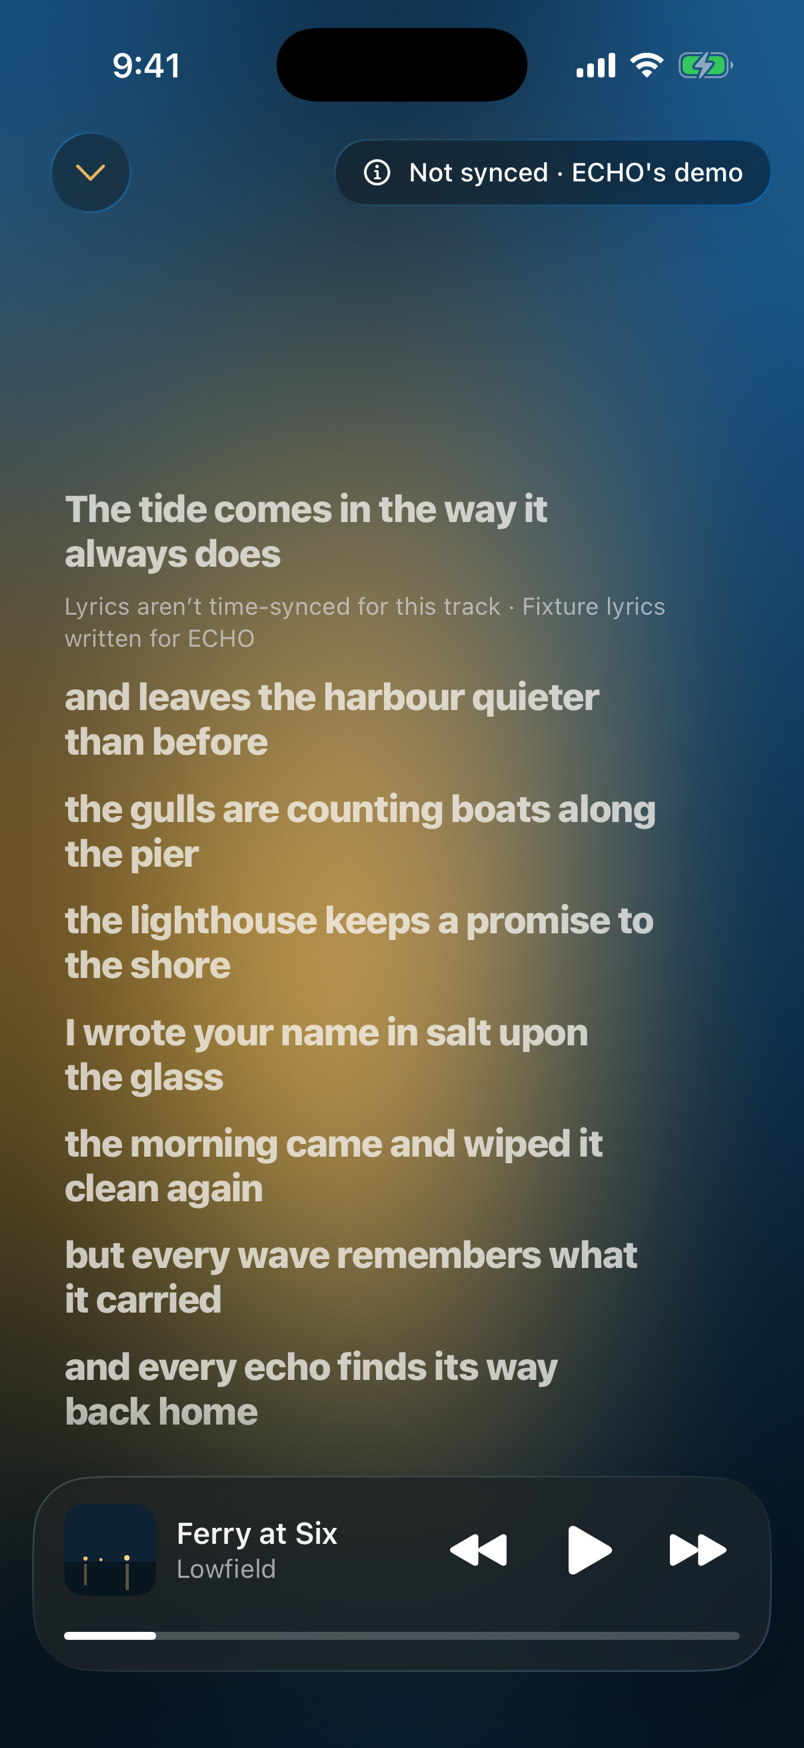 9:41
Not synced · ECHO's demo
The tide comes in the way it
always does
Lyrics aren’t time-synced for this track · Fixture lyrics
written for ECHO
and leaves the harbour quieter
than before
the gulls are counting boats along
the pier
the lighthouse keeps a promise to
the shore
I wrote your name in salt upon
the glass
the morning came and wiped it
clean again
but every wave remembers what
it carried
and every echo finds its way
back home
Ferry at Six
Lowfield